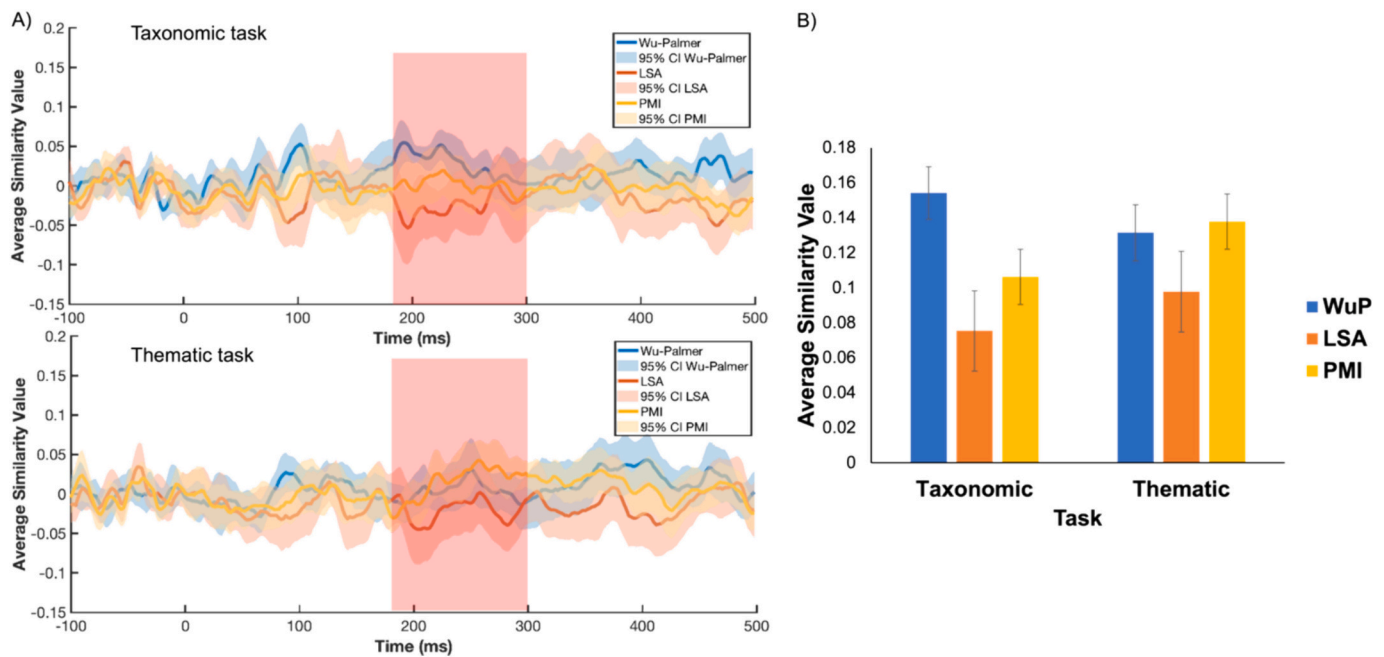 A)
Taxonomic task
Average Similarity Value
0.2
0.15
0.1
0.05
0
-0.05
-0.1
-0.15
-100
0
100
200
300
400
500
Time (ms)
Wu-Palmer
95% CI Wu-Palmer
LSA
95% CI LSA
PMI
95% CI PMI
Thematic task
Average Similarity Value
0.2
0.15
0.1
0.05
0
-0.05
-0.1
-0.15
-100
0
100
200
300
400
500
Time (ms)
Wu-Palmer
95% CI Wu-Palmer
LSA
95% CI LSA
PMI
95% CI PMI
B)
Average Similarity Vale
0.18
0.16
0.14
0.12
0.1
0.08
0.06
0.04
0.02
0
Taxonomic
Thematic
Task
WuP
LSA
PMI